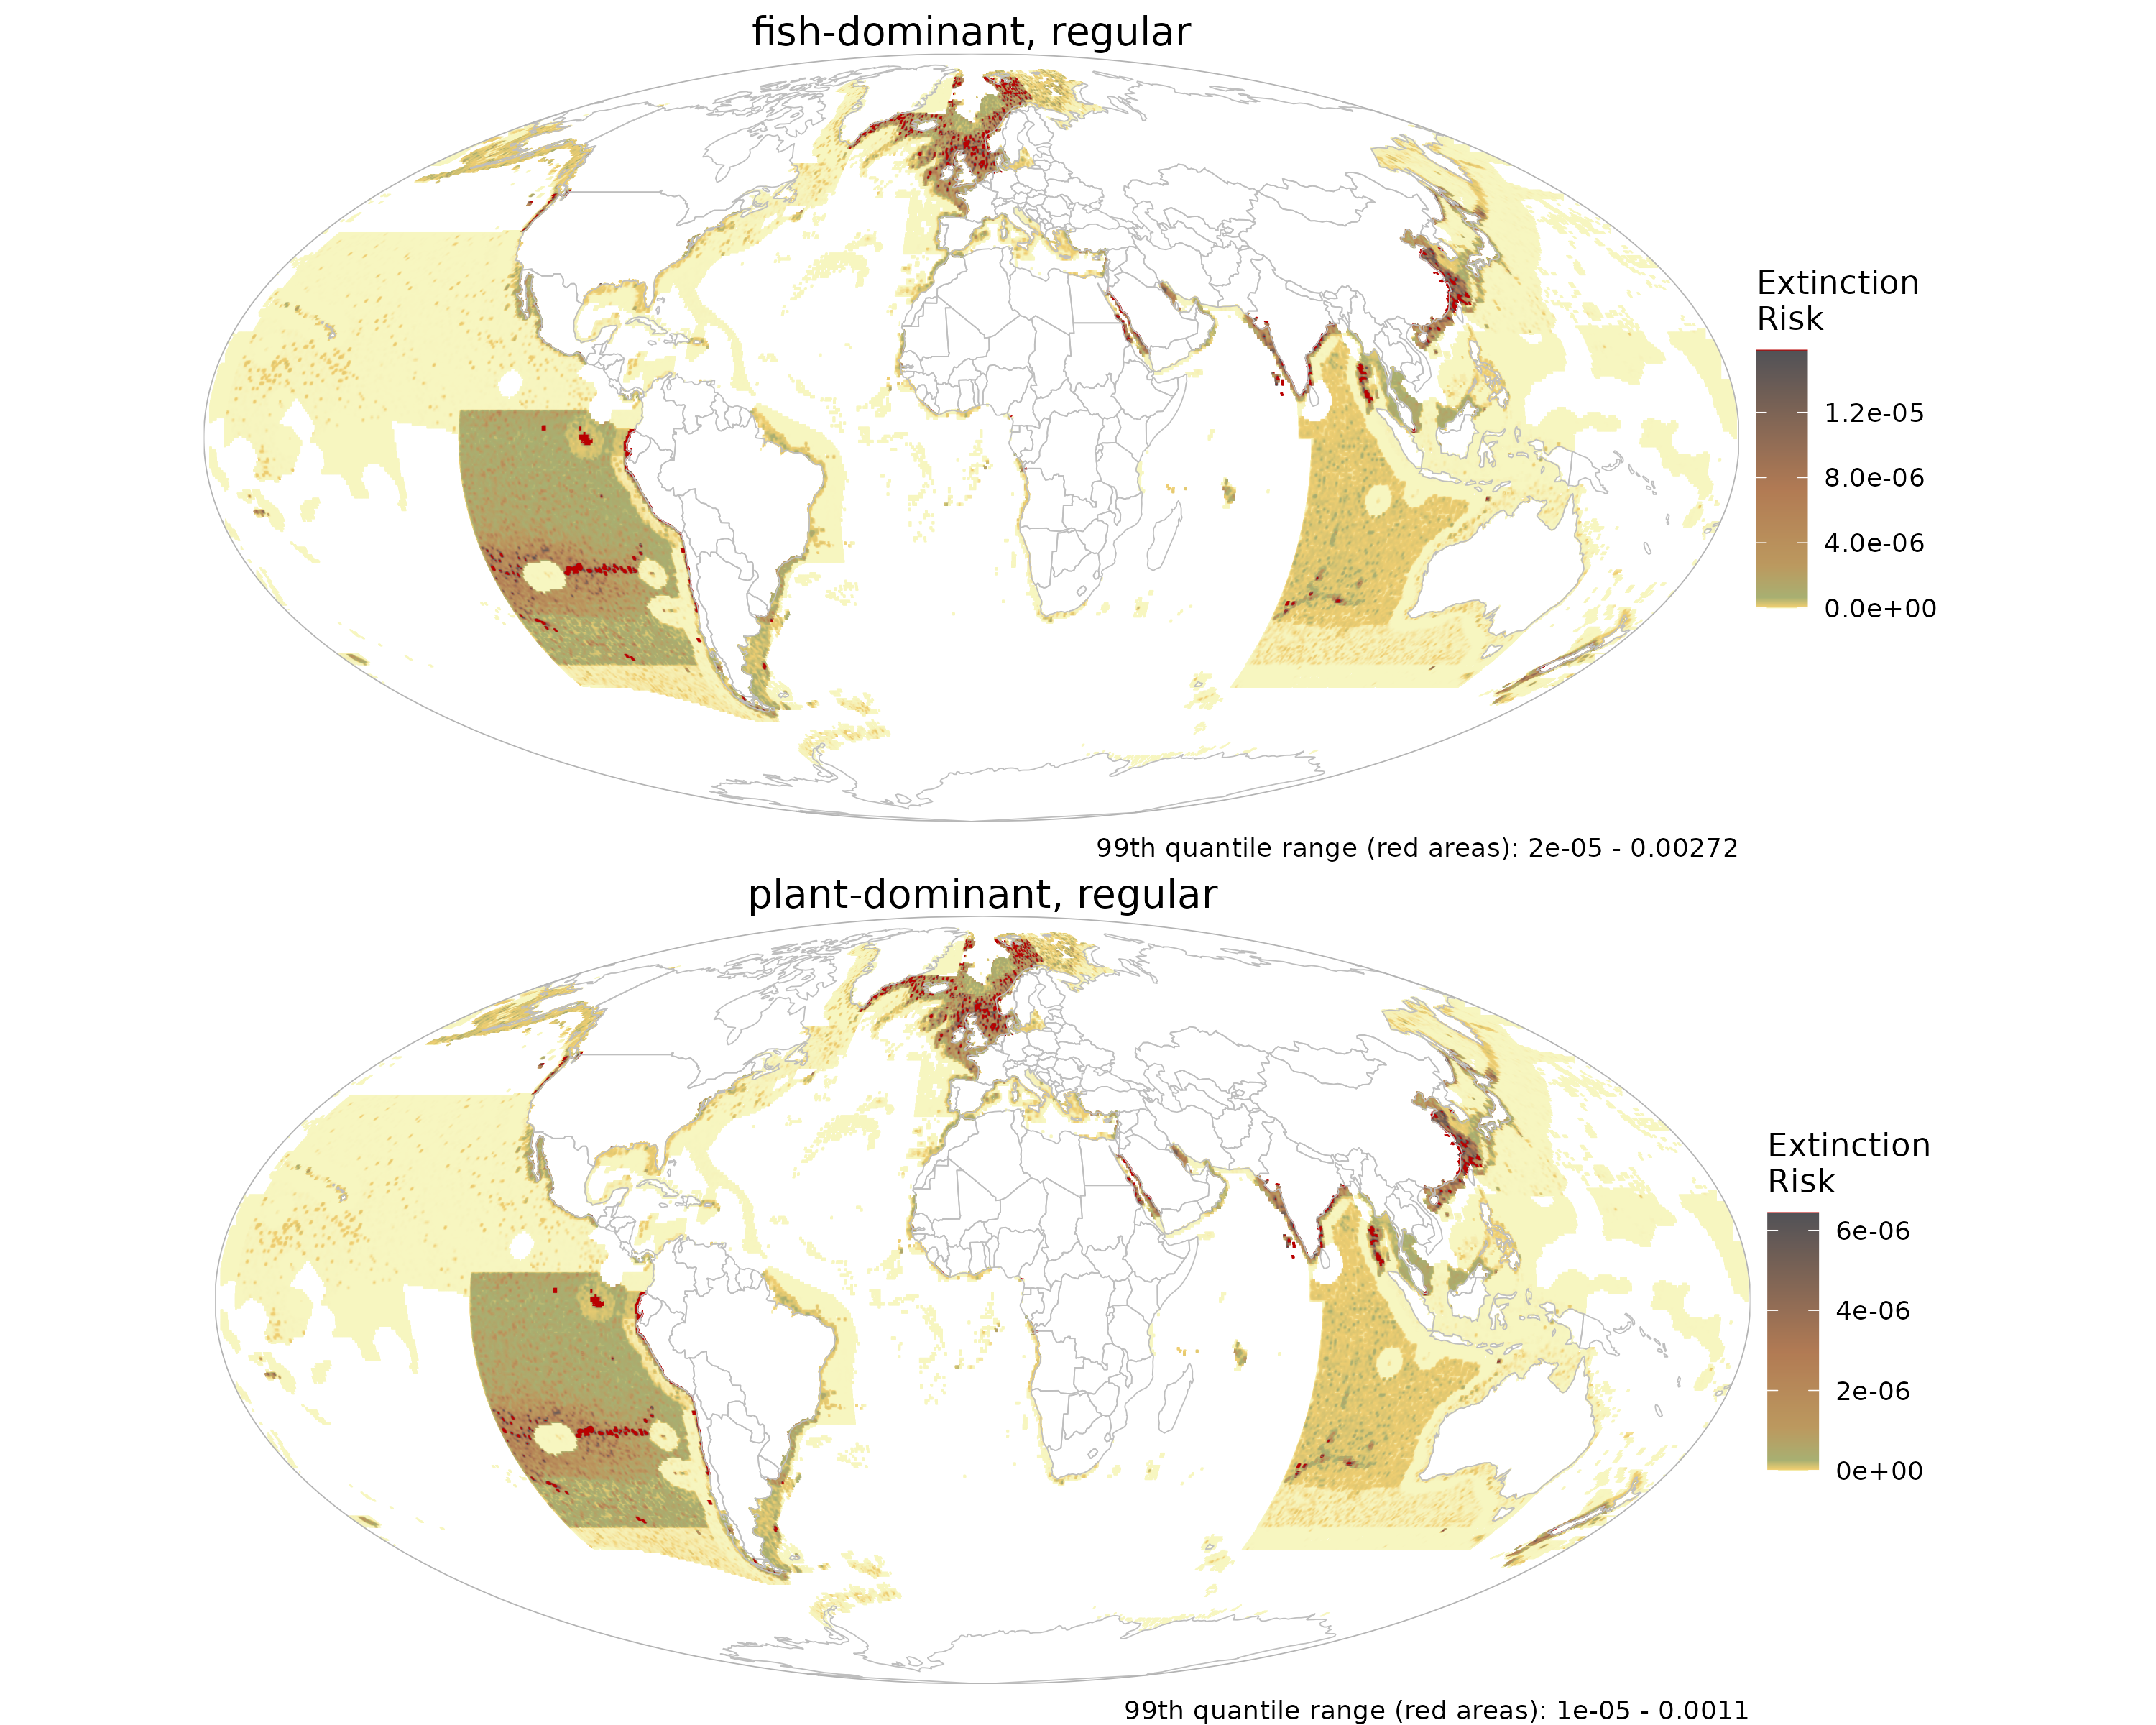 fish-dominant, regular
Extinction
Risk
1.2e-05
8.0e-06
4.0e-06
0.0e+00
99th quantile range (red areas): 2e-05 - 0.00272
plant-dominant, regular
Extinction
Risk
6e-06
4e-06
2e-06
0e+00
99th quantile range (red areas): 1e-05 - 0.0011